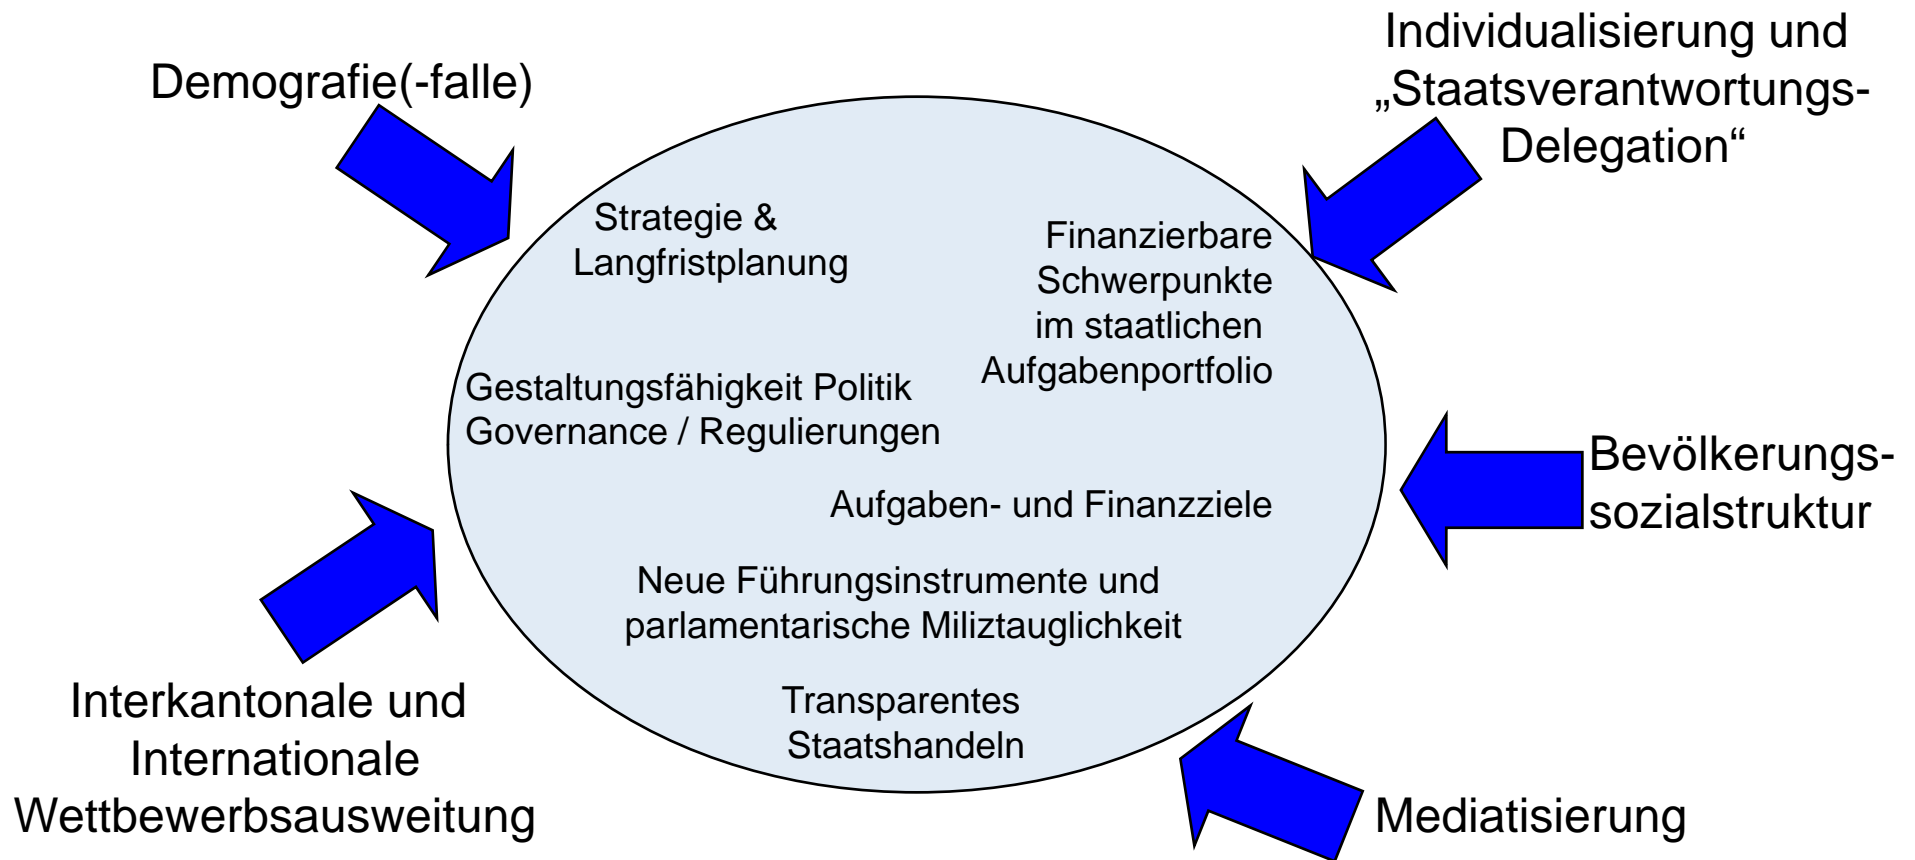 Demografie(-falle)
Individualisierung und
„Staatsverantwortungs-
Delegation“
Strategie &
Langfristplanung
Finanzierbare
Schwerpunkte
im staatlichen
Aufgabenportfolio
Gestaltungsfähigkeit Politik
Governance / Regulierungen
Bevölkerungs-
sozialstruktur
Aufgaben- und Finanzziele
Neue Führungsinstrumente und
parlamentarische Miliztauglichkeit
Interkantonale und
Internationale
Wettbewerbsausweitung
Transparentes
Staatshandeln
Mediatisierung